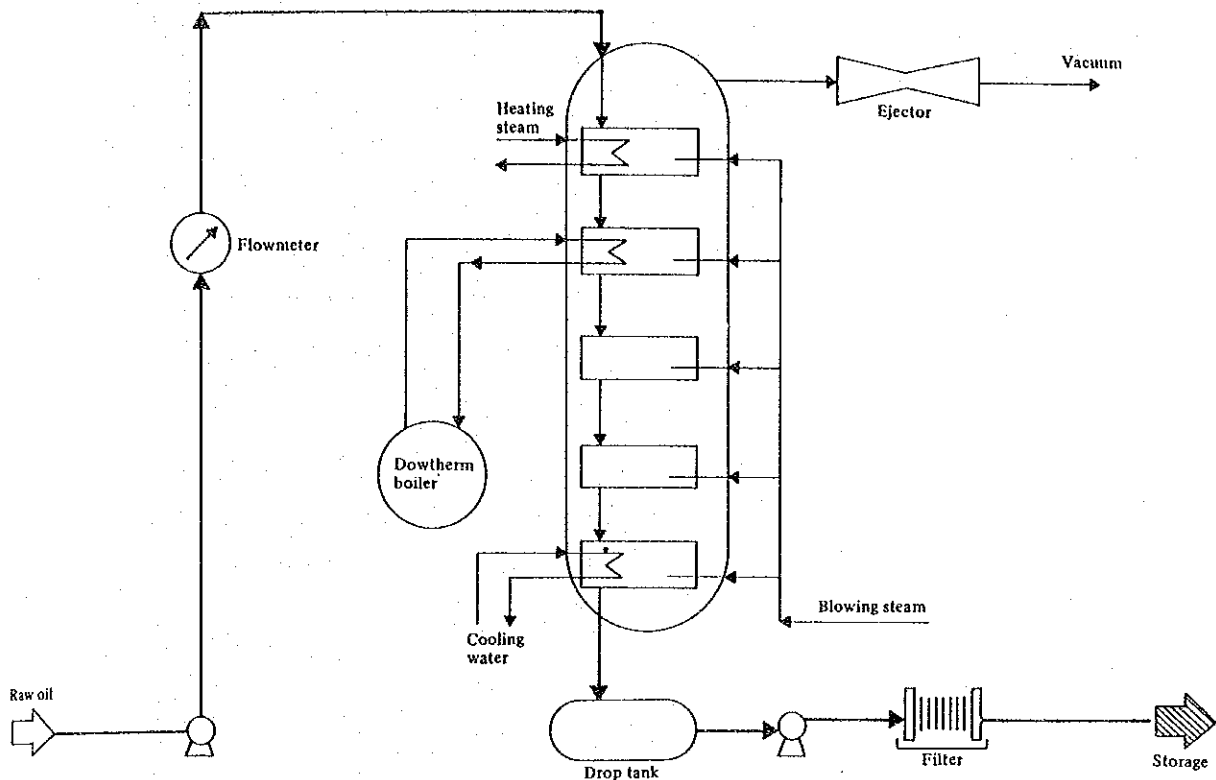 Vacuum
Ejector
Heating
steam
Flowmeter
Dowtherm
boiler
Blowing steam
Cooling
water
Raw oil
Drop tank
Filter
Storage